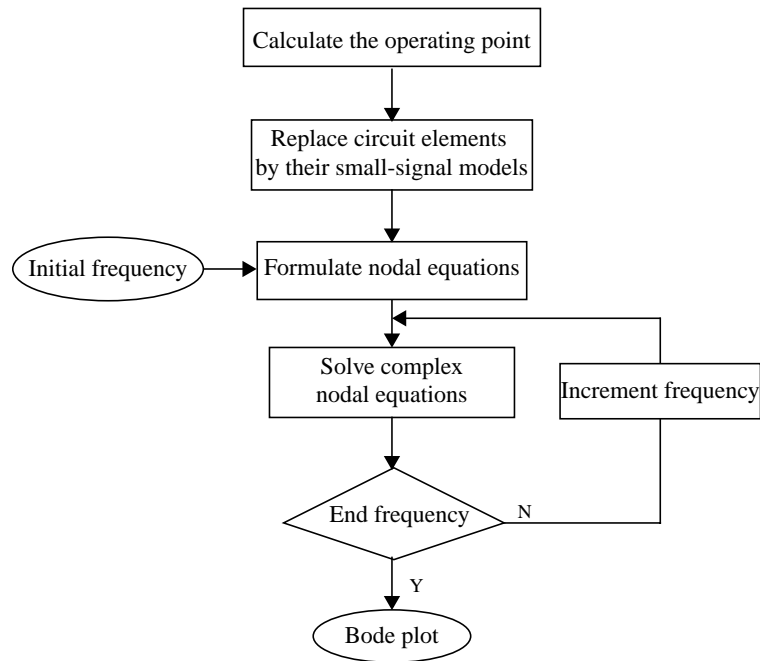 Calculate the operating point
Replace circuit elements
by their small-signal models
Initial frequency
Formulate nodal equations
Solve complex
nodal equations
Increment frequency
End frequency
N
Y
Bode plot